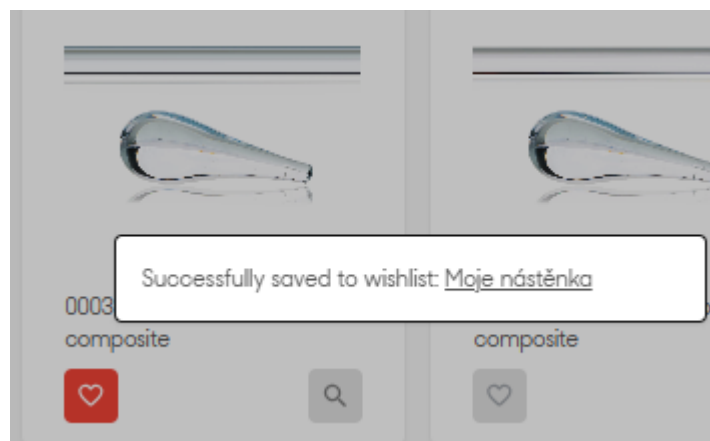 Successfully saved to wishlist: Moje nástěnka
0003
composite
composite